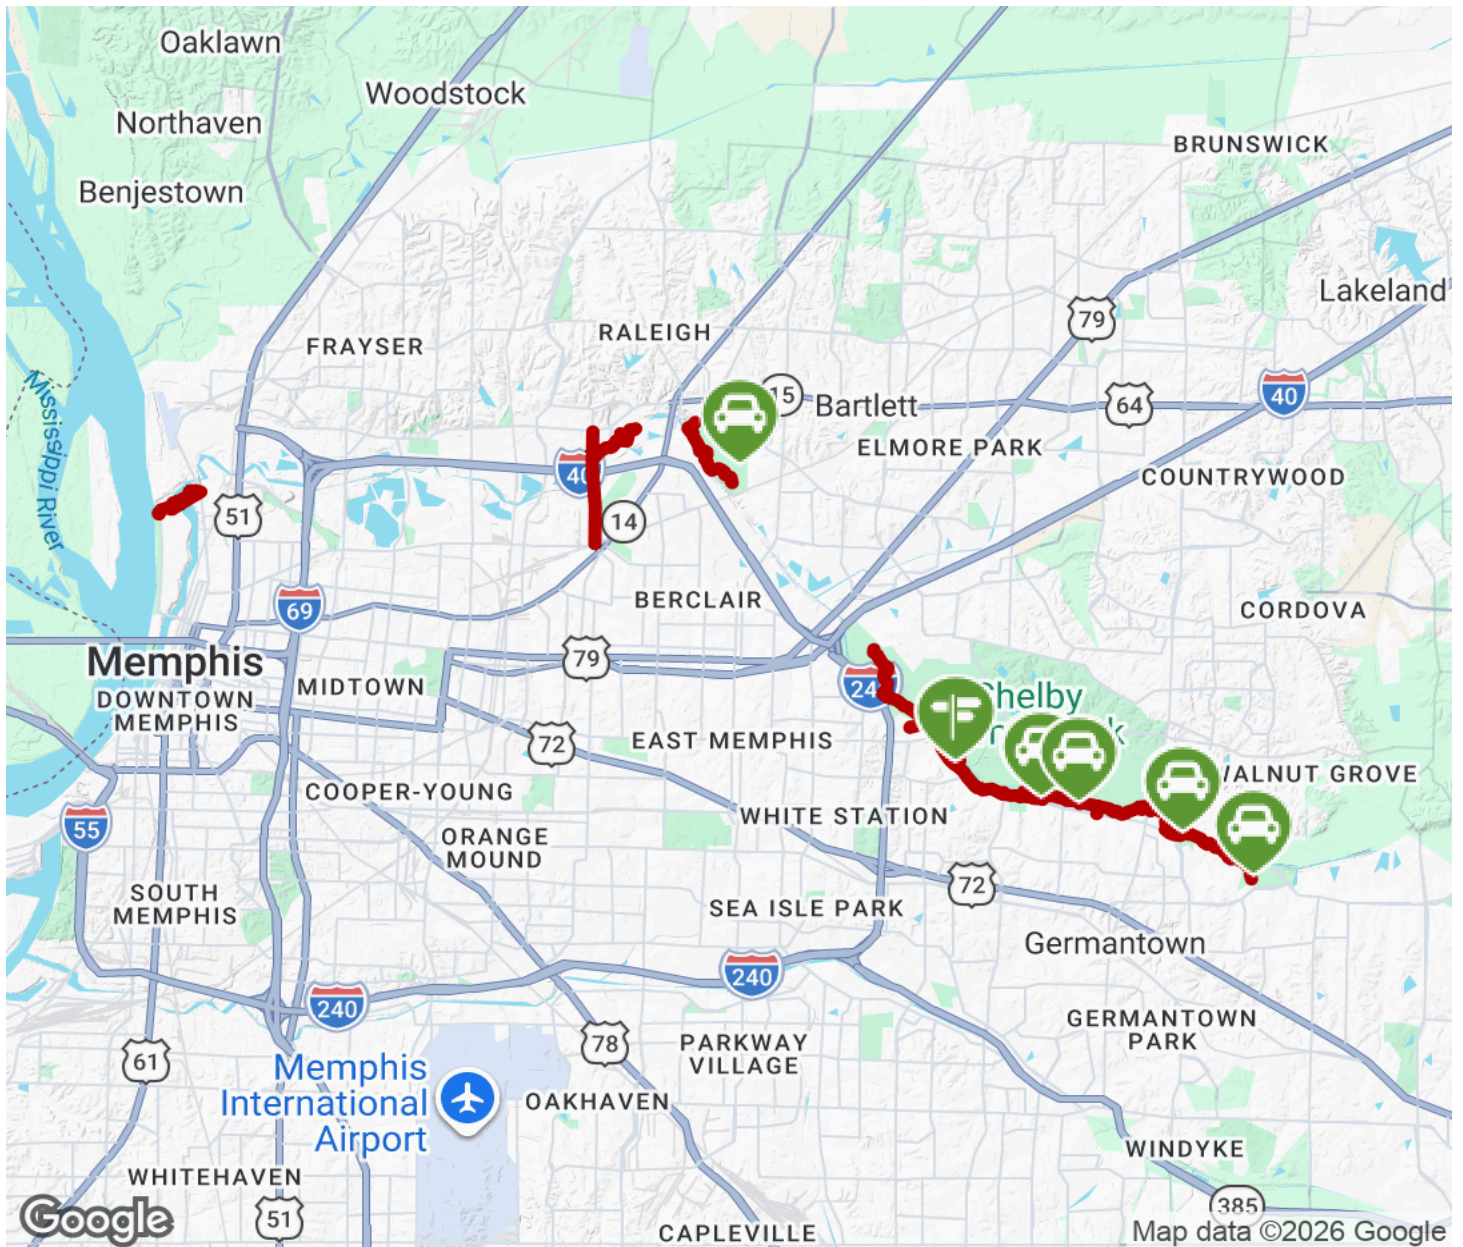 Oaklawn
Woodstock
Northaven
BRUNSWICK
Benjestown
Lakeland
79
RALEIGH
FRAYSER
15
64
40
Bartlett
Mississippi River
ELMORE PARK
40
COUNTRYWOOD
51
14
69
BERCLAIR
CORDOVA
79
Memphis
MIDTOWN
24
Shelby
DOWNTOWN
MEMPHIS
72
EAST MEMPHIS
k
WALNUT GROVE
COOPER-YOUNG
55
WHITE STATION
ORANGE
MOUND
72
SOUTH
MEMPHIS
SEA ISLE PARK
Germantown
240
240
GERMANTOWN
PARK
78
PARKWAY
VILLAGE
61
Memphis
International
Airport
OAKHAVEN
WINDYKE
WHITEHAVEN
385
51
Google
CAPLEVILLE
Map data ©2026 Google